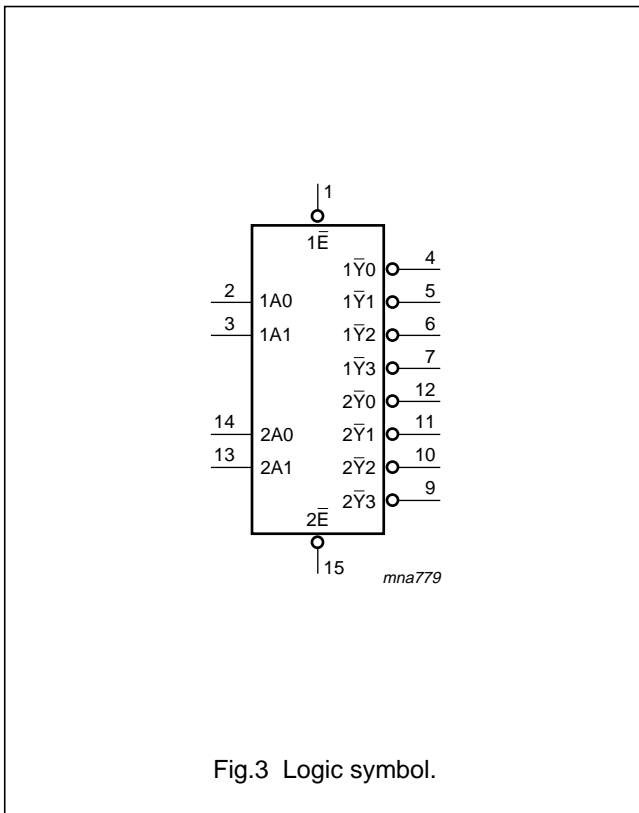 1
1E̅
1Y̅0 4
2 1A0 1Y̅1 5
3 1A1 1Y̅2 6
1Y̅3 7
2Y̅0 12
14 2A0 2Y̅1 11
13 2A1 2Y̅2 10
2Y̅3 9
2E̅
15
mna779
Fig.3 Logic symbol.